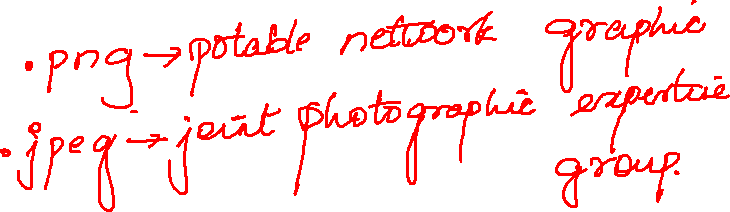 .png → potable network graphic
.jpeg → joint photographic expertise
group.